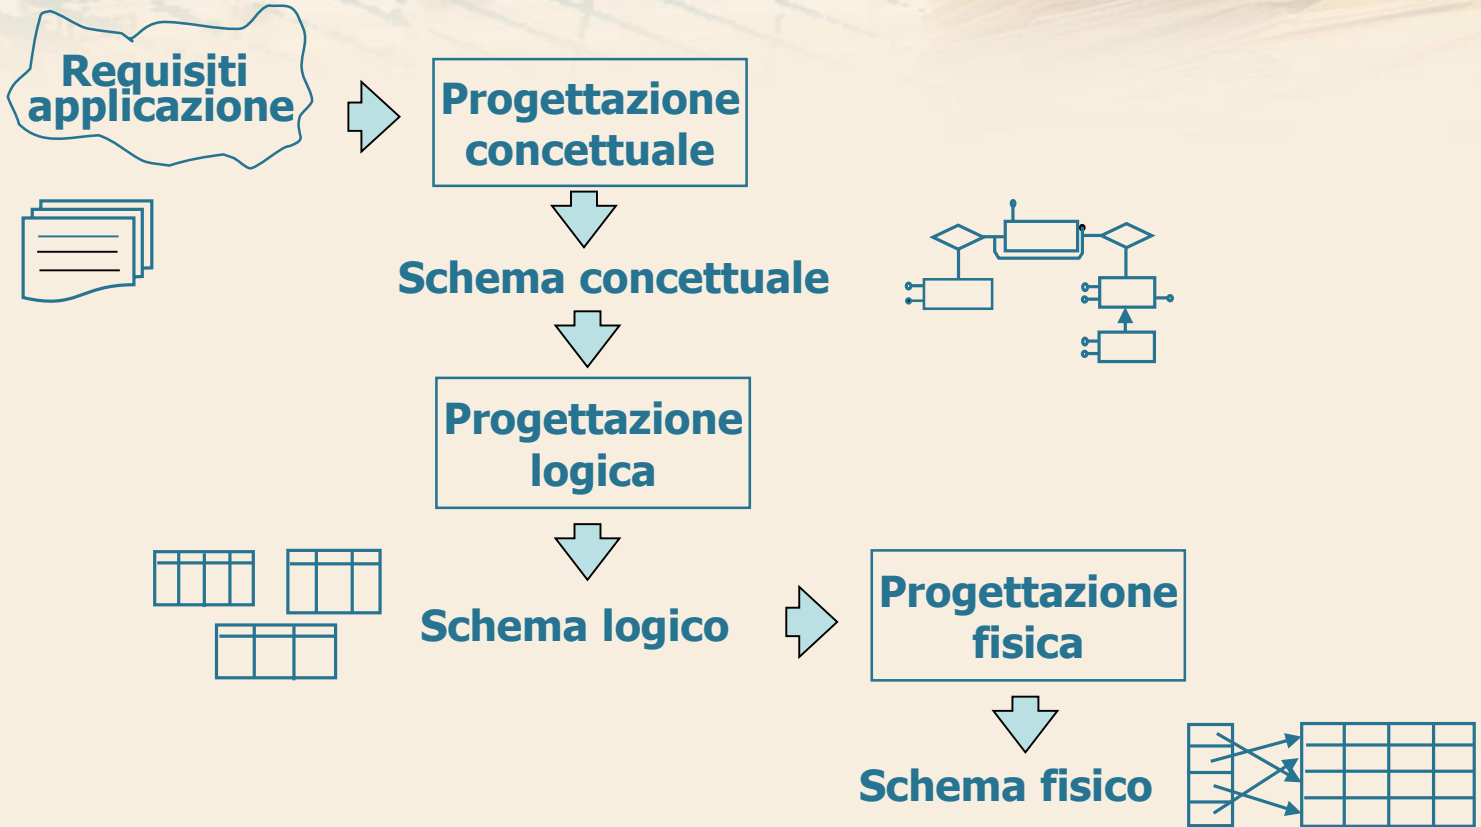 Requisiti
applicazione
Progettazione
concettuale
Schema concettuale
Progettazione
logica
Schema logico
Progettazione
fisica
Schema fisico